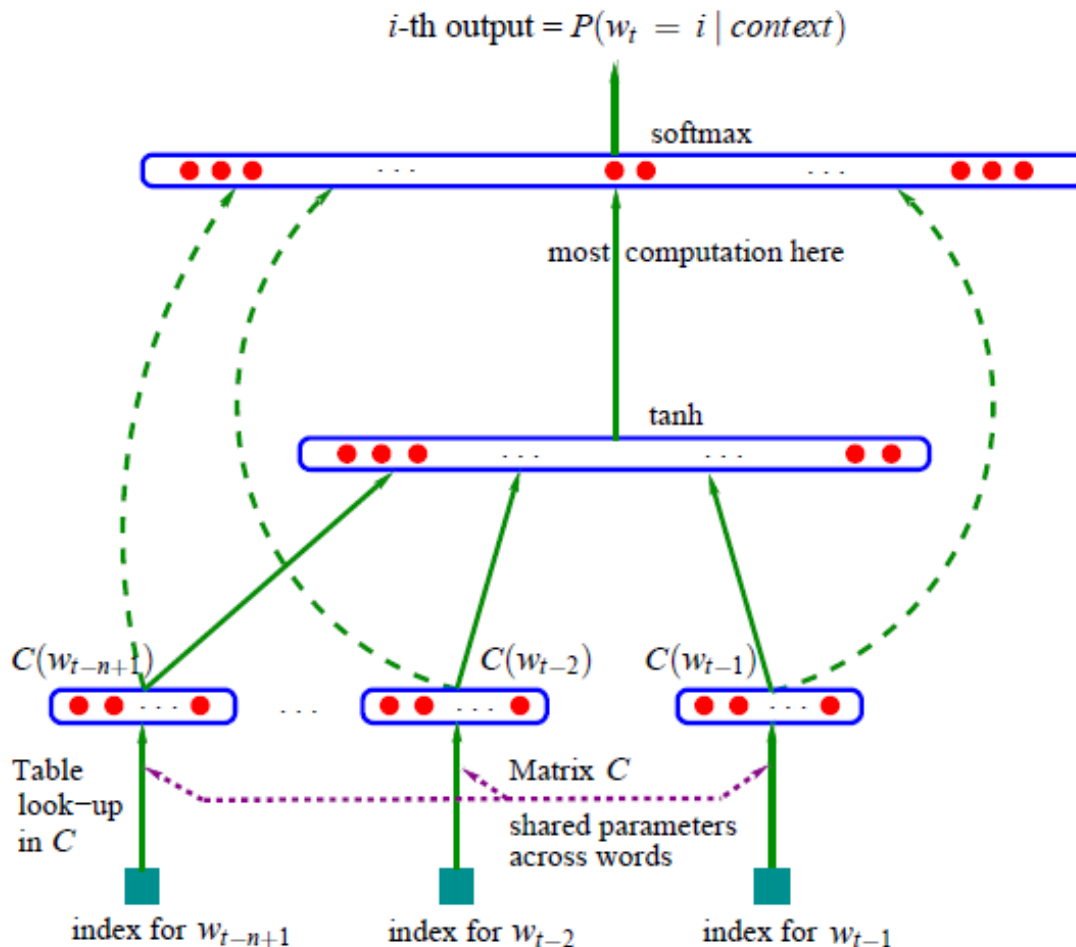 i-th output = P(w_t = i | context)
softmax
. . .
. . .
most computation here
tanh
. . .
. . .
C(w_{t−n+1})
C(w_{t−2})
C(w_{t−1})
. . .
. . .
. . .
. . .
Table
look−up
in C
Matrix C
shared parameters
across words
index for w_{t−n+1}
index for w_{t−2}
index for w_{t−1}